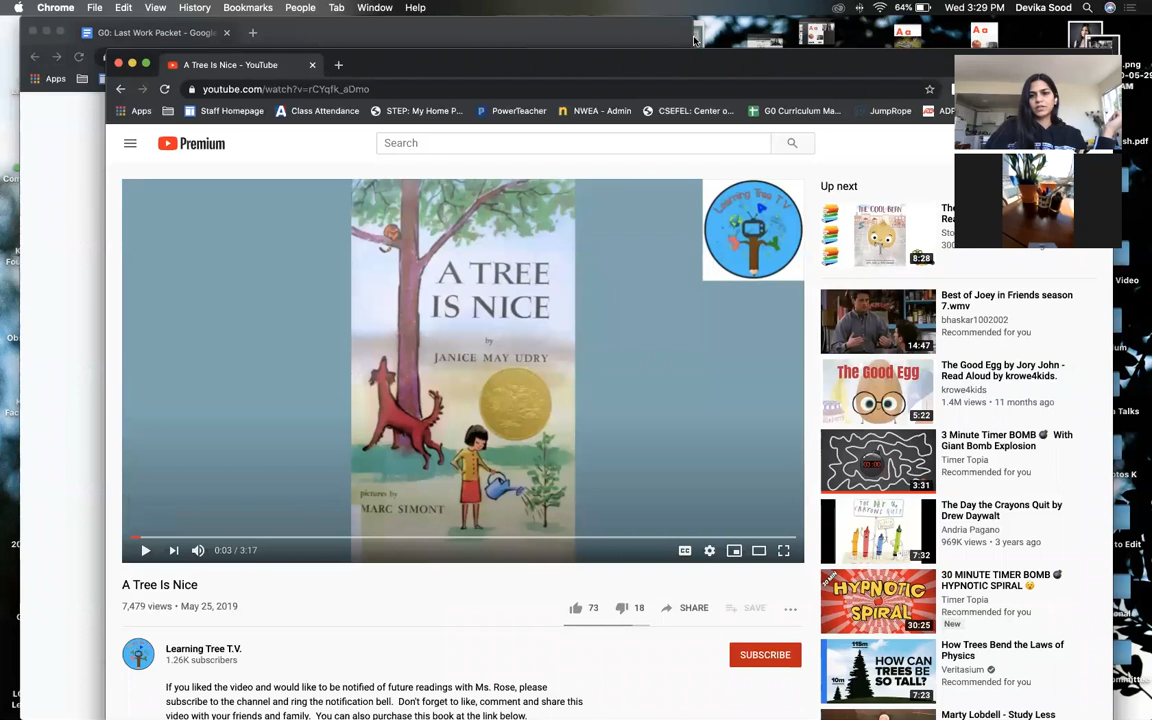 Chrome File Edit View History Bookmarks People Tab Window Help 64% Wed 3:29 PM Devika Sood
G0: Last Work Packet - Google
A Tree Is Nice - YouTube
youtube.com/watch?v=rCYqfk_aDmo
Apps
Apps Staff Homepage Class Attendance STEP: My Home P... PowerTeacher NWEA - Admin CSEFEL: Center o... G0 Curriculum Ma... JumpRope
Premium
Search
Learning Tree T.V.
A TREE
IS NICE
by
JANICE MAY UDRY
pictures by
MARC SIMONT
0:03 / 3:17
A Tree Is Nice
7,479 views • May 25, 2019
73 18 SHARE SAVE
Learning Tree T.V.
1.26K subscribers
SUBSCRIBE
If you liked the video and would like to be notified of future readings with Ms. Rose, please
subscribe to the channel and ring the notification bell. Don't forget to like, comment and share this
video with your friends and family. You can also purchase this book at the link below.
Up next
THE COOL BEAN
8:28
Best of Joey in Friends season
7.wmv
bhaskar1002002
Recommended for you
14:47
The Good Egg
The Good Egg by Jory John -
Read Aloud by krowe4kids.
krowe4kids
1.4M views • 11 months ago
5:22
3 Minute Timer BOMB 💣 With
Giant Bomb Explosion
Timer Topia
Recommended for you
3:31
The Day the Crayons Quit by
Drew Daywalt
Andria Pagano
969K views • 3 years ago
7:32
HYPNOTIC
SPIRAL
30 MINUTE TIMER BOMB 💣
HYPNOTIC SPIRAL 😵
Timer Topia
Recommended for you
New
30:25
HOW CAN
TREES BE
SO TALL?
How Trees Bend the Laws of
Physics
Veritasium
Recommended for you
7:23
Marty Lobdell - Study Less